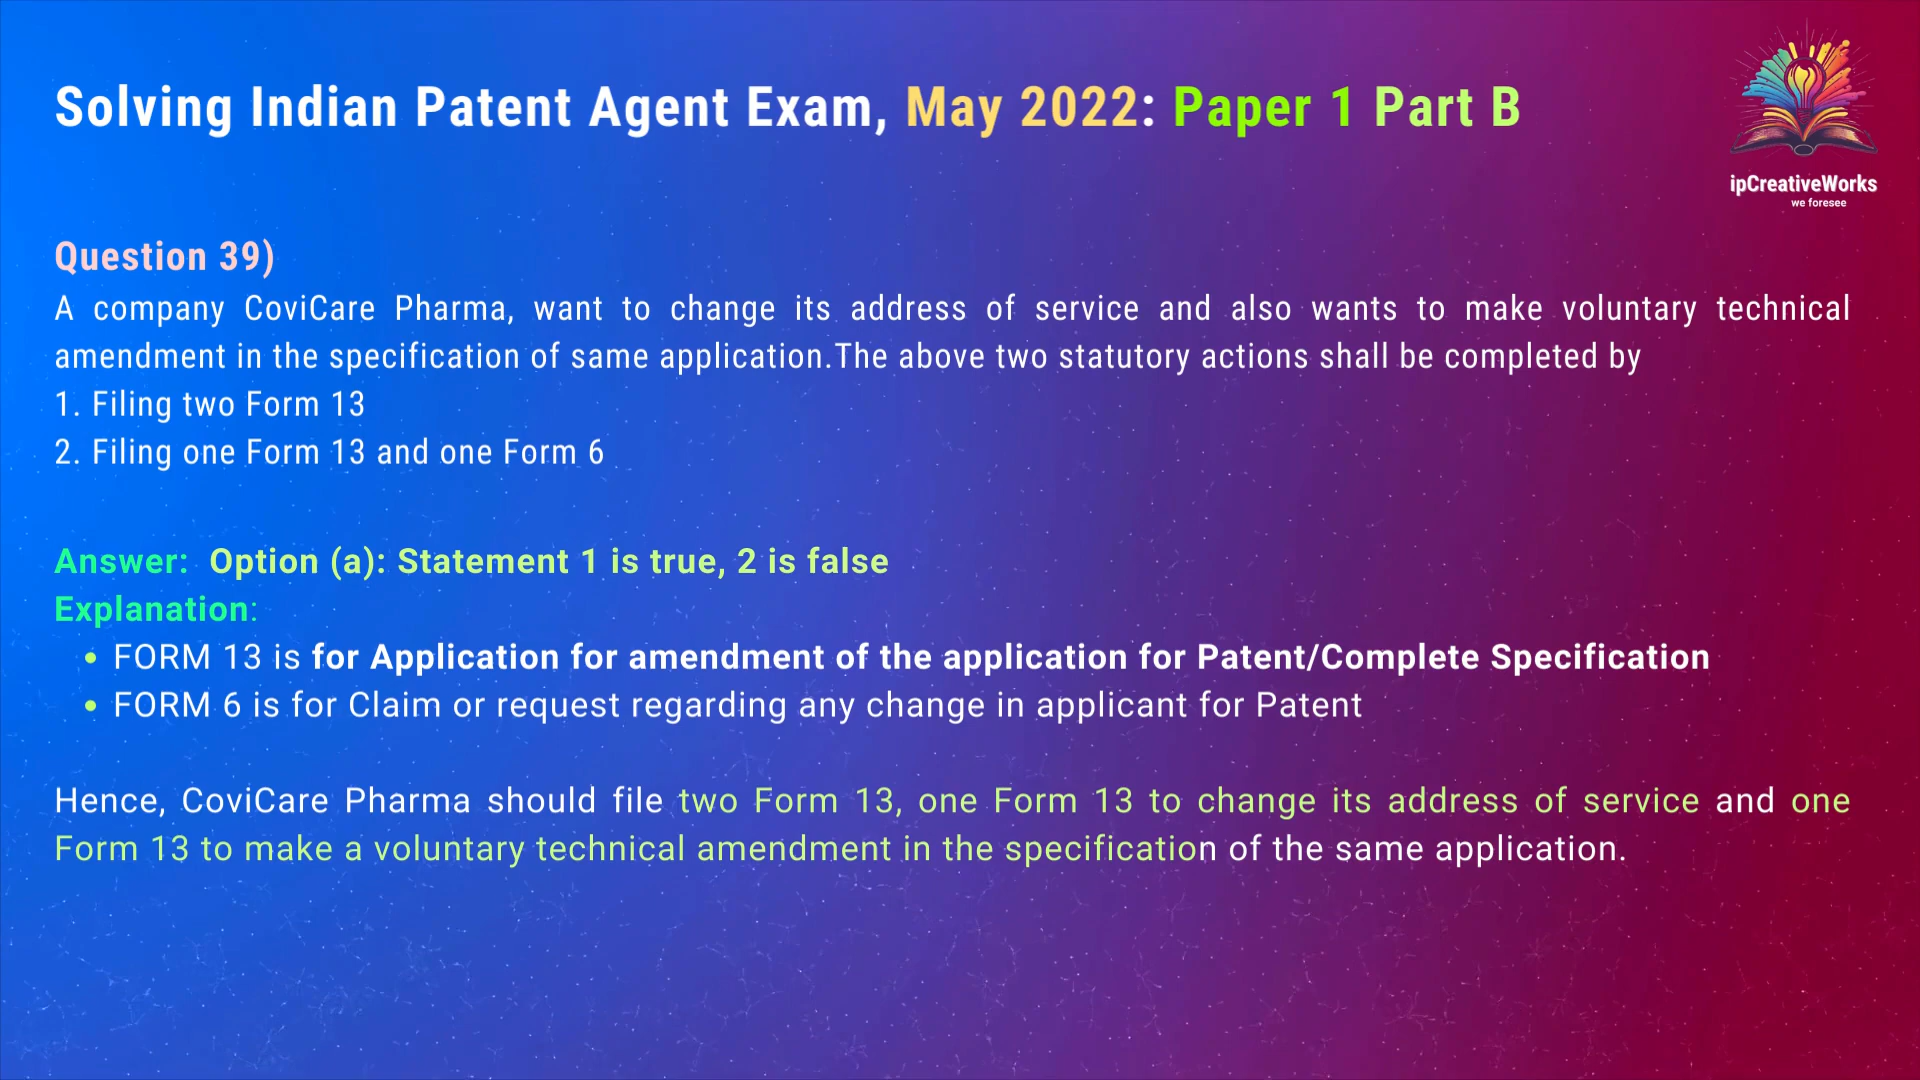 Solving Indian Patent Agent Exam, May 2022: Paper 1 Part B
ipCreativeWorks
we foresee
Question 39)
A company CoviCare Pharma, want to change its address of service and also wants to make voluntary technical
amendment in the specification of same application.The above two statutory actions shall be completed by
1. Filing two Form 13
2. Filing one Form 13 and one Form 6
Answer: Option (a): Statement 1 is true, 2 is false
Explanation:
• FORM 13 is for Application for amendment of the application for Patent/Complete Specification
• FORM 6 is for Claim or request regarding any change in applicant for Patent
Hence, CoviCare Pharma should file two Form 13, one Form 13 to change its address of service and one
Form 13 to make a voluntary technical amendment in the specification of the same application.